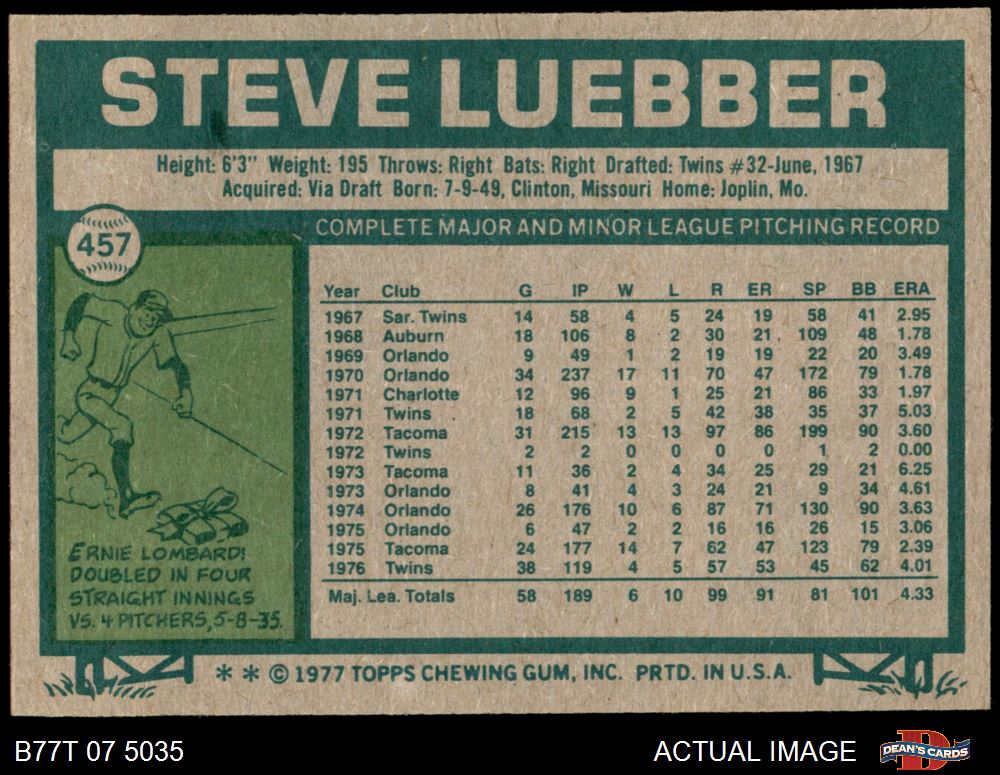 STEVE LUEBBER
Height: 6'3" Weight: 195 Throws: Right Bats: Right Drafted: Twins #32-June, 1967
Acquired: Via Draft Born: 7-9-49, Clinton, Missouri Home: Joplin, Mo.
457
COMPLETE MAJOR AND MINOR LEAGUE PITCHING RECORD
Year Club G IP W L R ER SP BB ERA
1967 Sar. Twins 14 58 4 5 24 19 58 41 2.95
1968 Auburn 18 106 8 2 30 21 109 48 1.78
1969 Orlando 9 49 1 2 19 19 22 20 3.49
1970 Orlando 34 237 17 11 70 47 172 79 1.78
1971 Charlotte 12 96 9 1 25 21 86 33 1.97
1971 Twins 18 68 2 5 42 38 35 37 5.03
1972 Tacoma 31 215 13 13 97 86 199 90 3.60
1972 Twins 2 2 0 0 0 0 1 2 0.00
1973 Tacoma 11 36 2 4 34 25 29 21 6.25
1973 Orlando 8 41 4 3 24 21 9 34 4.61
1974 Orlando 26 176 10 6 87 71 130 90 3.63
1975 Orlando 6 47 2 2 16 16 26 15 3.06
1975 Tacoma 24 177 14 7 62 47 123 79 2.39
1976 Twins 38 119 4 5 57 53 45 62 4.01
Maj. Lea. Totals 58 189 6 10 99 91 81 101 4.33
ERNIE LOMBARDI
DOUBLED IN FOUR
STRAIGHT INNINGS
VS. 4 PITCHERS, 5-8-35.
* * © 1977 TOPPS CHEWING GUM, INC. PRTD. IN U.S.A.
B77T 07 5035
ACTUAL IMAGE
D
DEAN'S CARDS